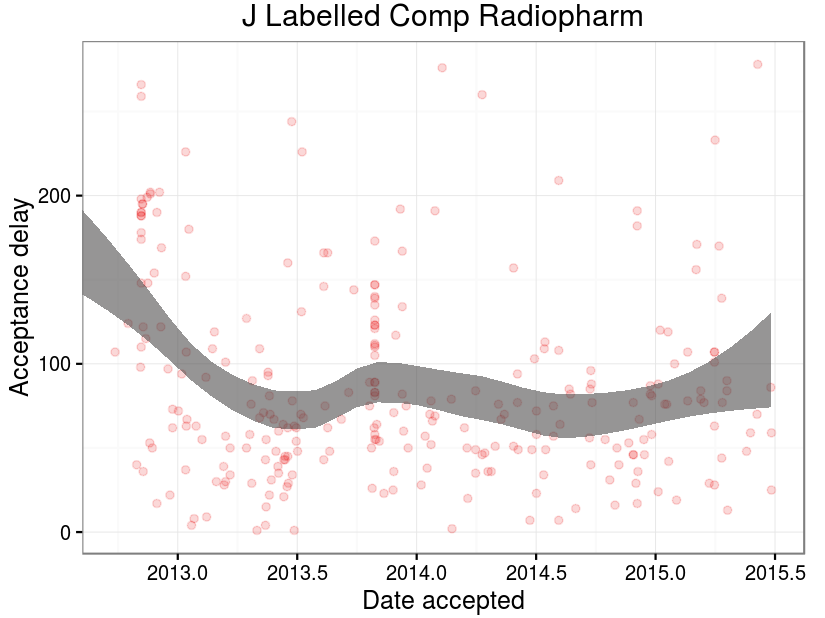 J Labelled Comp Radiopharm
Acceptance delay
200
100
0
2013.0 2013.5 2014.0 2014.5 2015.0 2015.5
Date accepted